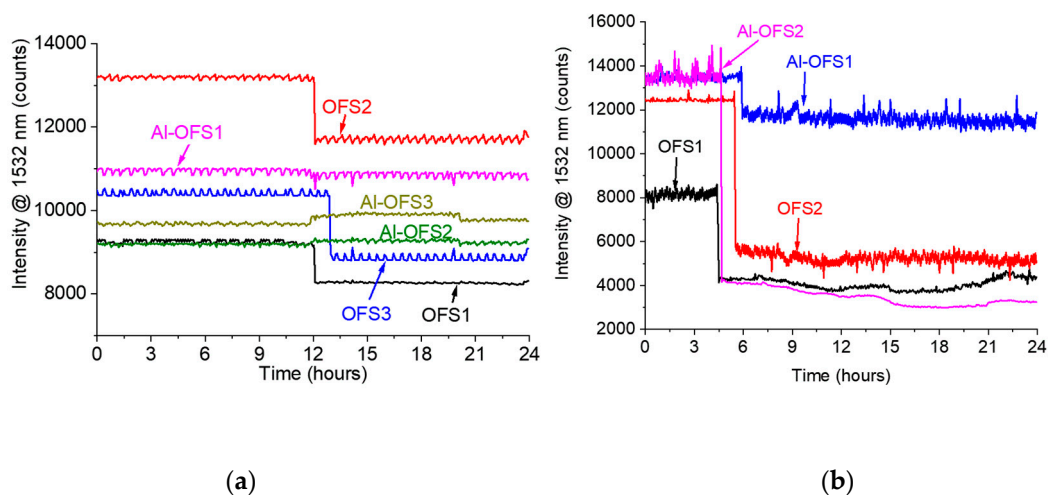 14000
13000
12000
11000
10000
9000
8000
Intensity @ 1532 nm (counts)
OFS2
Al-OFS1
Al-OFS3
Al-OFS2
OFS3
OFS1
0 3 6 9 12 15 18 21 24
Time (hours)
(a)
16000
14000
12000
10000
8000
6000
4000
2000
Intensity @ 1532 nm (counts)
Al-OFS2
Al-OFS1
OFS1
OFS2
0 3 6 9 12 15 18 21 24
Time (hours)
(b)